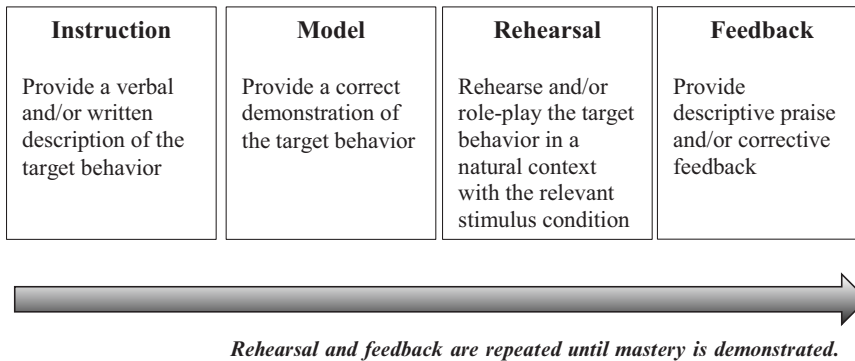 Instruction
Provide a verbal
and/or written
description of the
target behavior
Model
Provide a correct
demonstration of
the target behavior
Rehearsal
Rehearse and/or
role-play the target
behavior in a
natural context
with the relevant
stimulus condition
Feedback
Provide
descriptive praise
and/or corrective
feedback
Rehearsal and feedback are repeated until mastery is demonstrated.